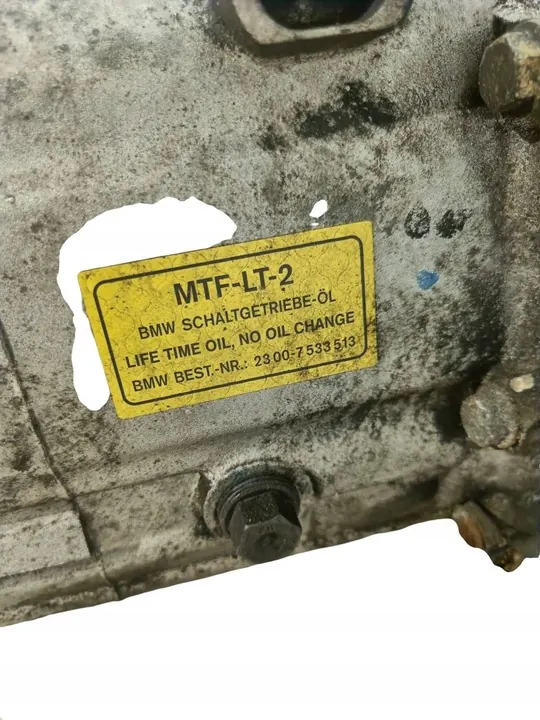 MTF-LT-2
BMW SCHALTGETRIEBE-ÖL
LIFE TIME OIL, NO OIL CHANGE
BMW BEST.-NR.: 23 00-7 533 513